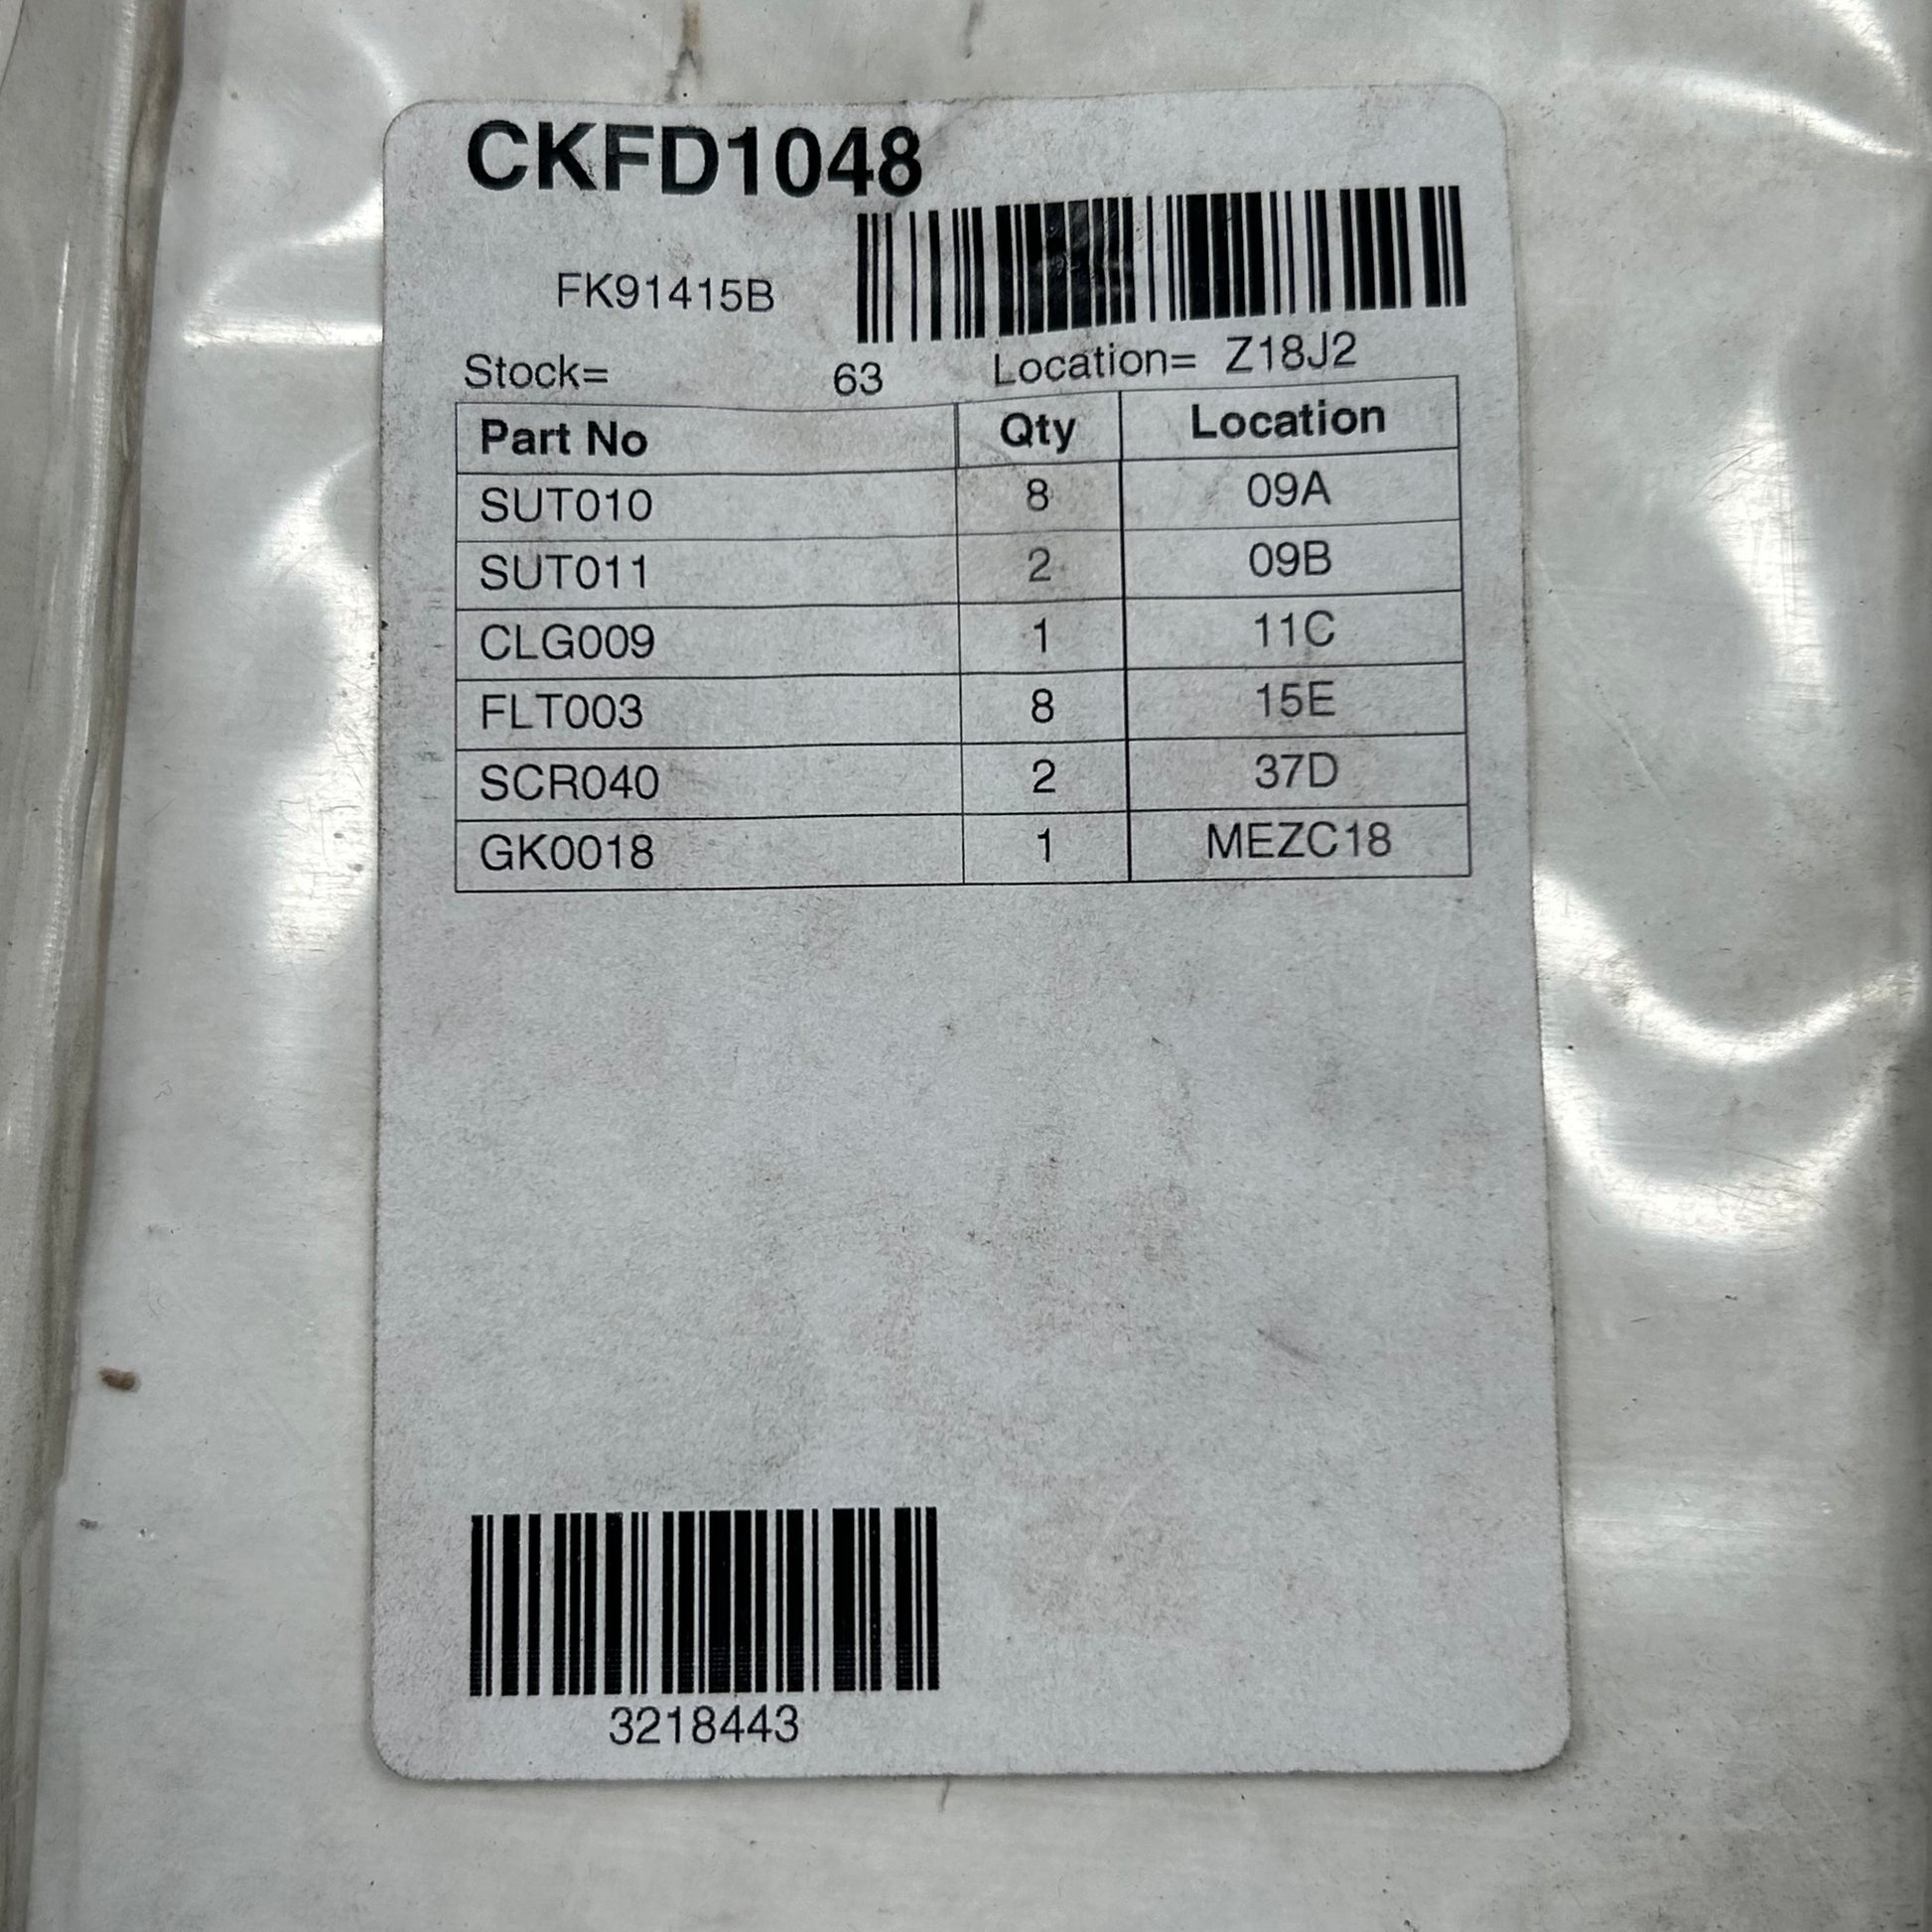 CKFD1048
FK91415B
Stock= 63 Location= Z18J2
Part No Qty Location
SUT010 8 09A
SUT011 2 09B
CLG009 1 11C
FLT003 8 15E
SCR040 2 37D
GK0018 1 MEZC18
3218443